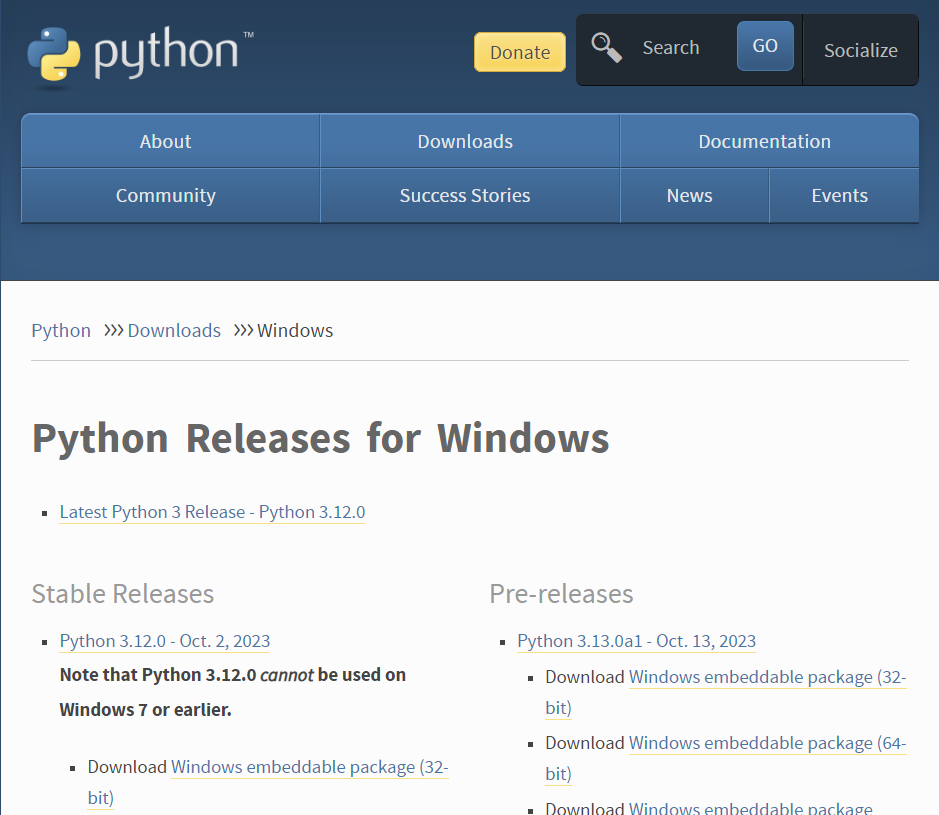 python™
Donate
Search
GO
Socialize
About
Downloads
Documentation
Community
Success Stories
News
Events
Python >>> Downloads >>> Windows
Python Releases for Windows
Latest Python 3 Release - Python 3.12.0
Stable Releases
Python 3.12.0 - Oct. 2, 2023
Note that Python 3.12.0 cannot be used on
Windows 7 or earlier.
Download Windows embeddable package (32-
bit)
Pre-releases
Python 3.13.0a1 - Oct. 13, 2023
Download Windows embeddable package (32-
bit)
Download Windows embeddable package (64-
bit)
Download Windows embeddable package